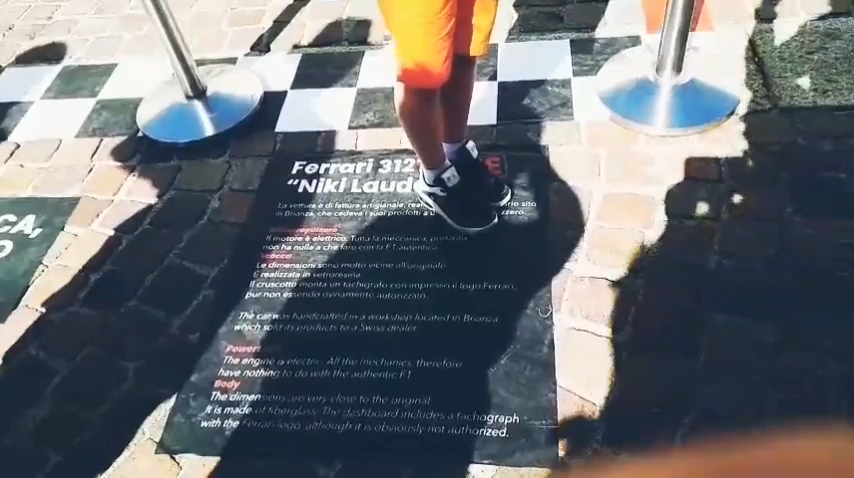 Ferrari 312
"Niki Laud
CA,
La vettura è di fattura artigianale, rea
in Brianza, che cedeva i suoi prodotti a
Il motore è elettrico. Tutta la meccanica, pertanto
non ha nulla a che fare con la F1 autentica
Le dimensioni sono molto vicine all'originale
È realizzata in vetroresina
Il cruscotto monta un tachigrafo con impresso il logo Ferrari,
pur non essendo ovviamente autorizzato.
The car was handcrafted in a workshop located in Brianza
which sold its products to a Swiss dealer.
Power
The engine is electric. All the mechanics, therefore
have nothing to do with the authentic F1
Body
The dimensions are very close to the original
It is made of fiberglass. The dashboard includes a tachograph
with the Ferrari logo, although it is obviously not authorized.